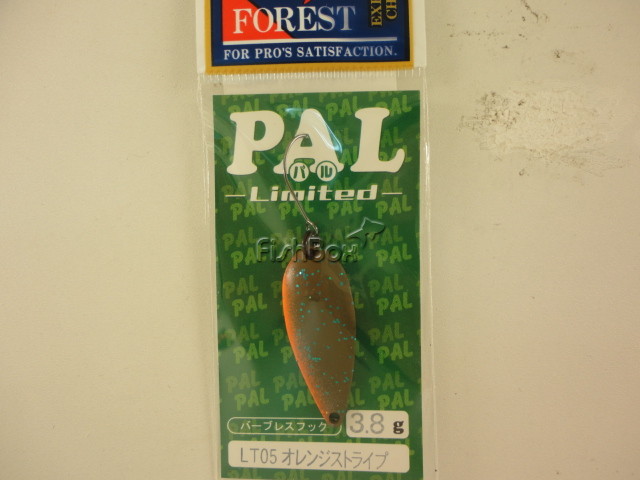 FOREST
FOR PRO'S SATISFACTION.
PAL
パル
Limited
FishBox
バーブレスフック
3.8 g
LT05 オレンジストライプ